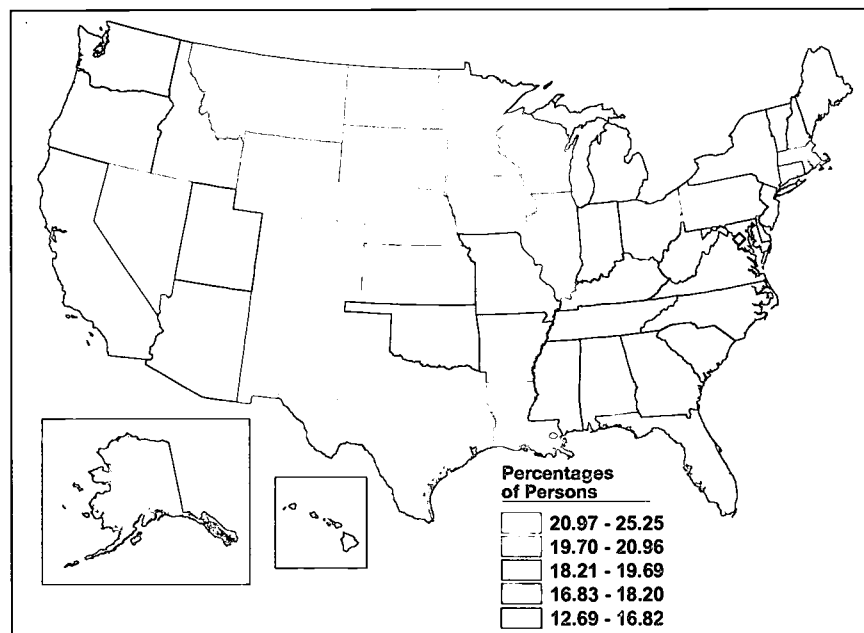 Percentages
of Persons
20.97 - 25.25
19.70 - 20.96
18.21 - 19.69
16.83 - 18.20
12.69 - 16.82